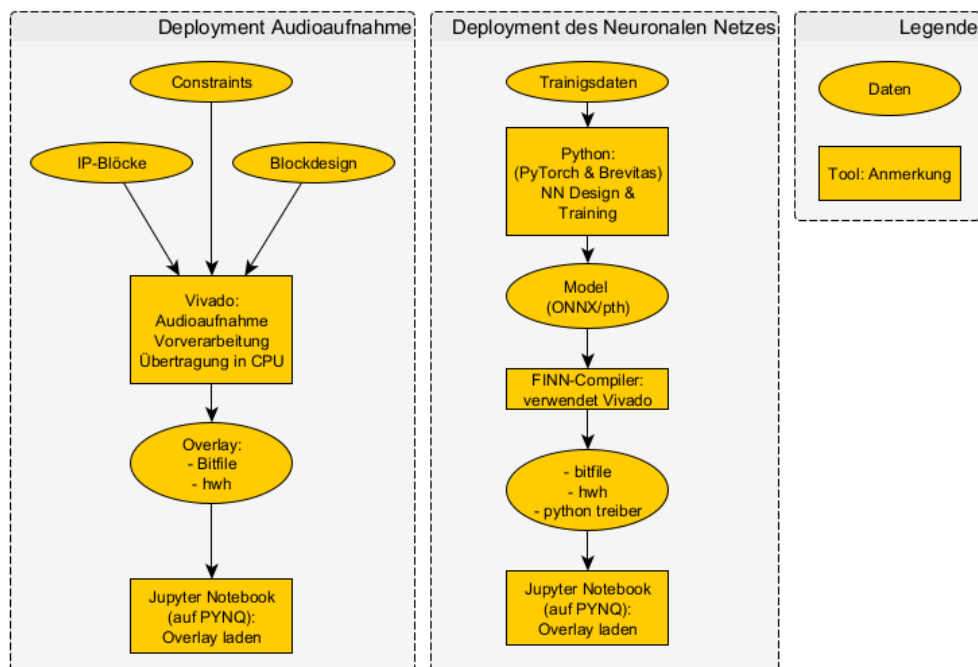 Deployment Audioaufnahme
Constraints
IP-Blöcke
Blockdesign
Vivado:
Audioaufnahme
Vorverarbeitung
Übertragung in CPU
Overlay:
- Bitfile
- hwh
Jupyter Notebook
(auf PYNQ):
Overlay laden
Deployment des Neuronalen Netzes
Trainigsdaten
Python:
(PyTorch & Brevitas)
NN Design &
Training
Model
(ONNX/pth)
FINN-Compiler:
verwendet Vivado
- bitfile
- hwh
- python treiber
Jupyter Notebook
(auf PYNQ):
Overlay laden
Legende
Daten
Tool: Anmerkung